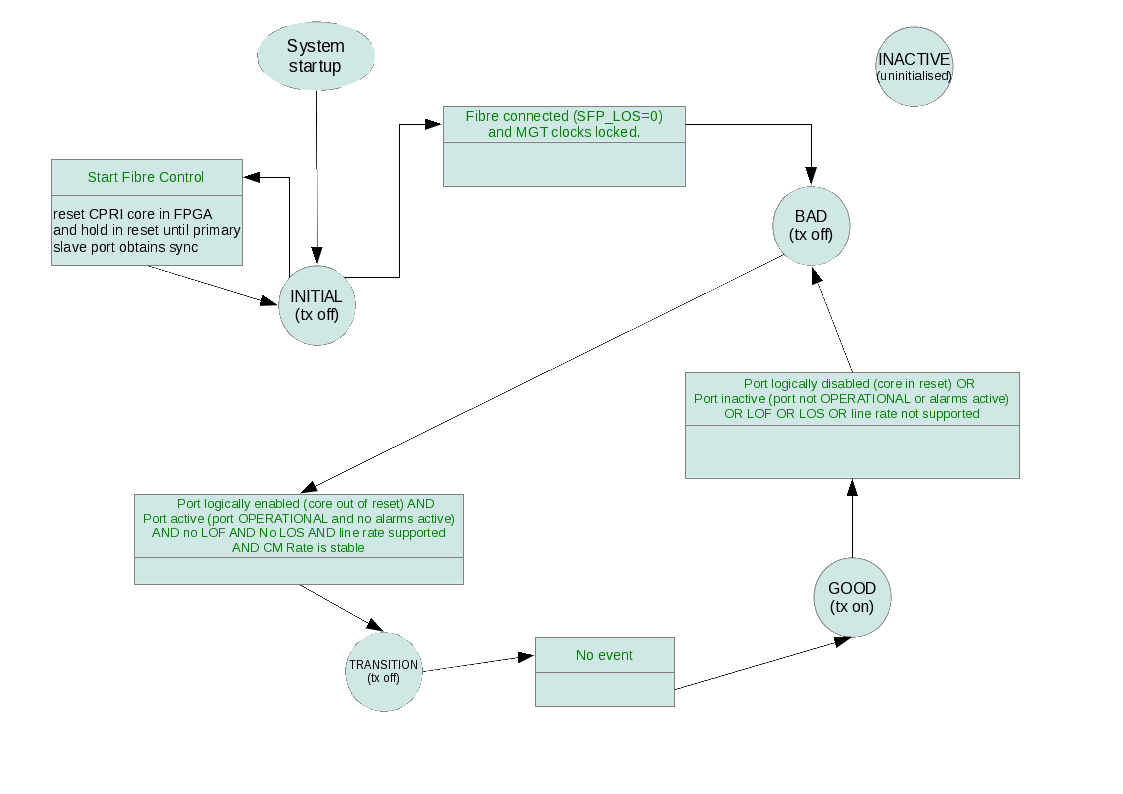 System
startup
INACTIVE
(uninitialised)
Fibre connected (SFP_LOS=0)
and MGT clocks locked.
Start Fibre Control
reset CPRI core in FPGA
and hold in reset until primary
slave port obtains sync
BAD
(tx off)
INITIAL
(tx off)
Port logically disabled (core in reset) OR
Port inactive (port not OPERATIONAL or alarms active)
OR LOF OR LOS OR line rate not supported
Port logically enabled (core out of reset) AND
Port active (port OPERATIONAL and no alarms active)
AND no LOF AND No LOS AND line rate supported
AND CM Rate is stable
GOOD
(tx on)
TRANSITION
(tx off)
No event